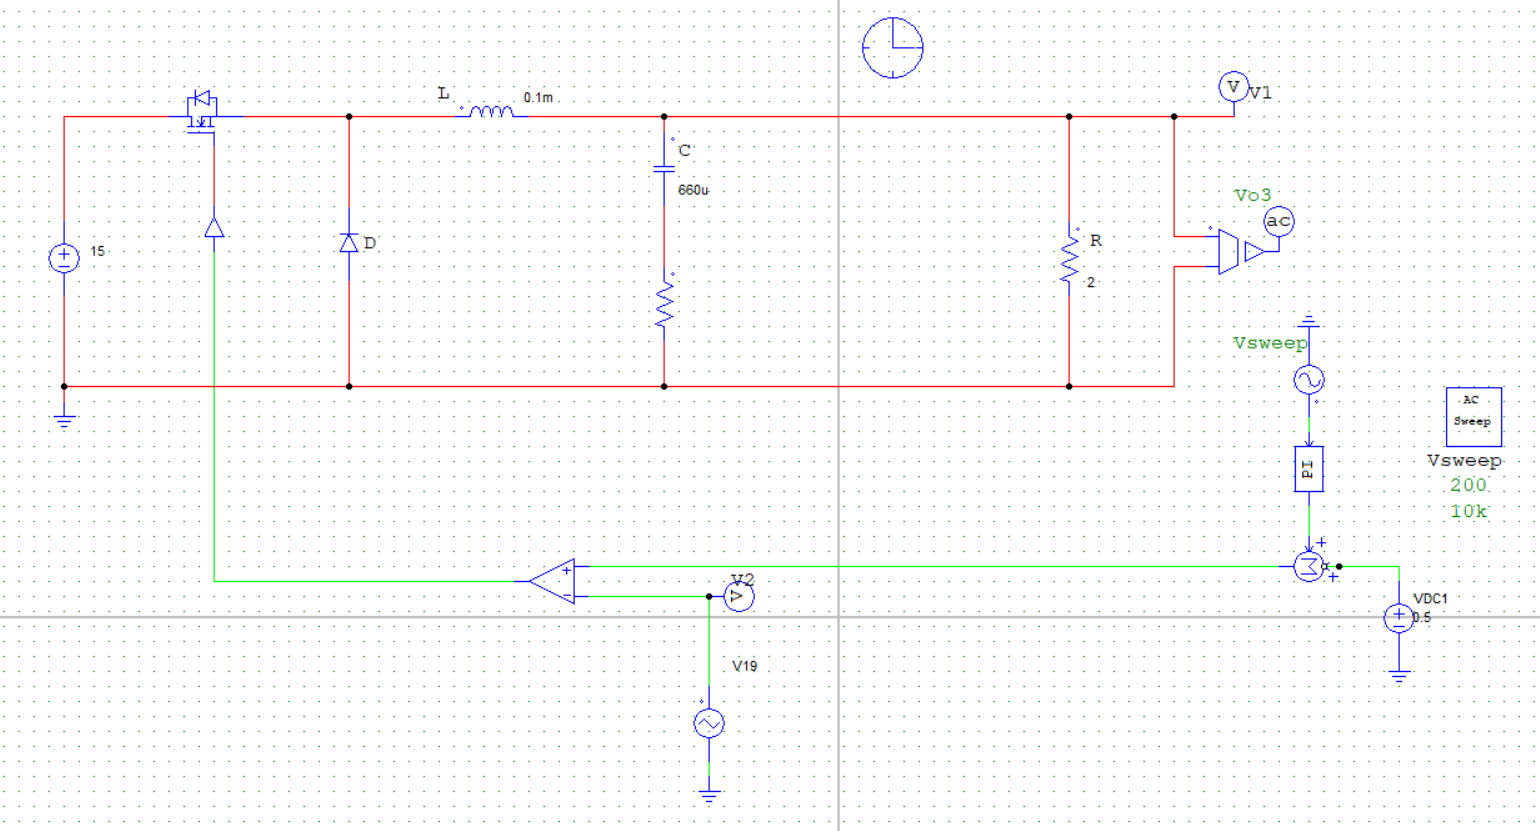 V
V1
L
0.1m
C
660u
Vo3
ac
R
2
15
D
Vsweep
AC
Sweep
PI
Vsweep
200
10k
V2
V
VDC1
0.5
V19